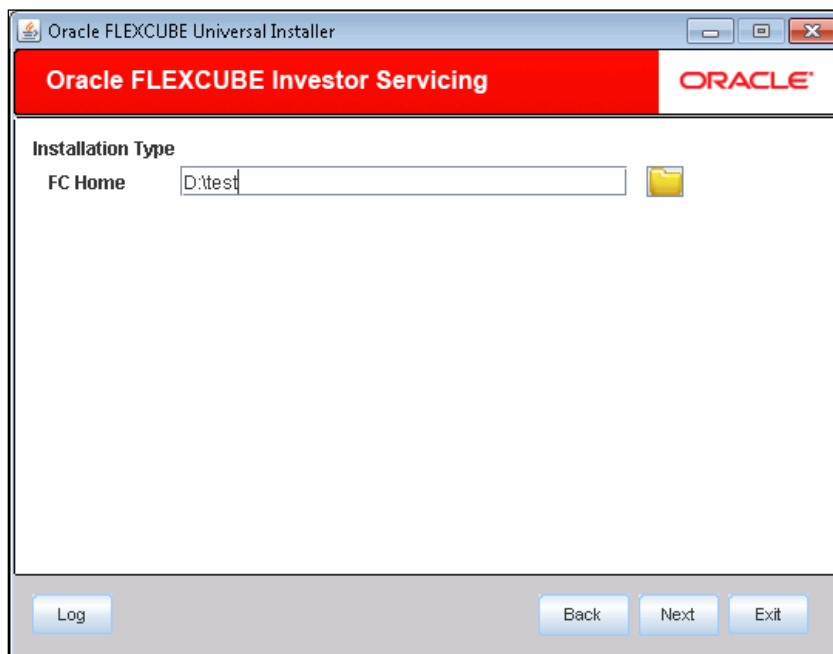 Oracle FLEXCUBE Universal Installer
Oracle FLEXCUBE Investor Servicing
ORACLE
Installation Type
FC Home D:\test
Log Back Next Exit